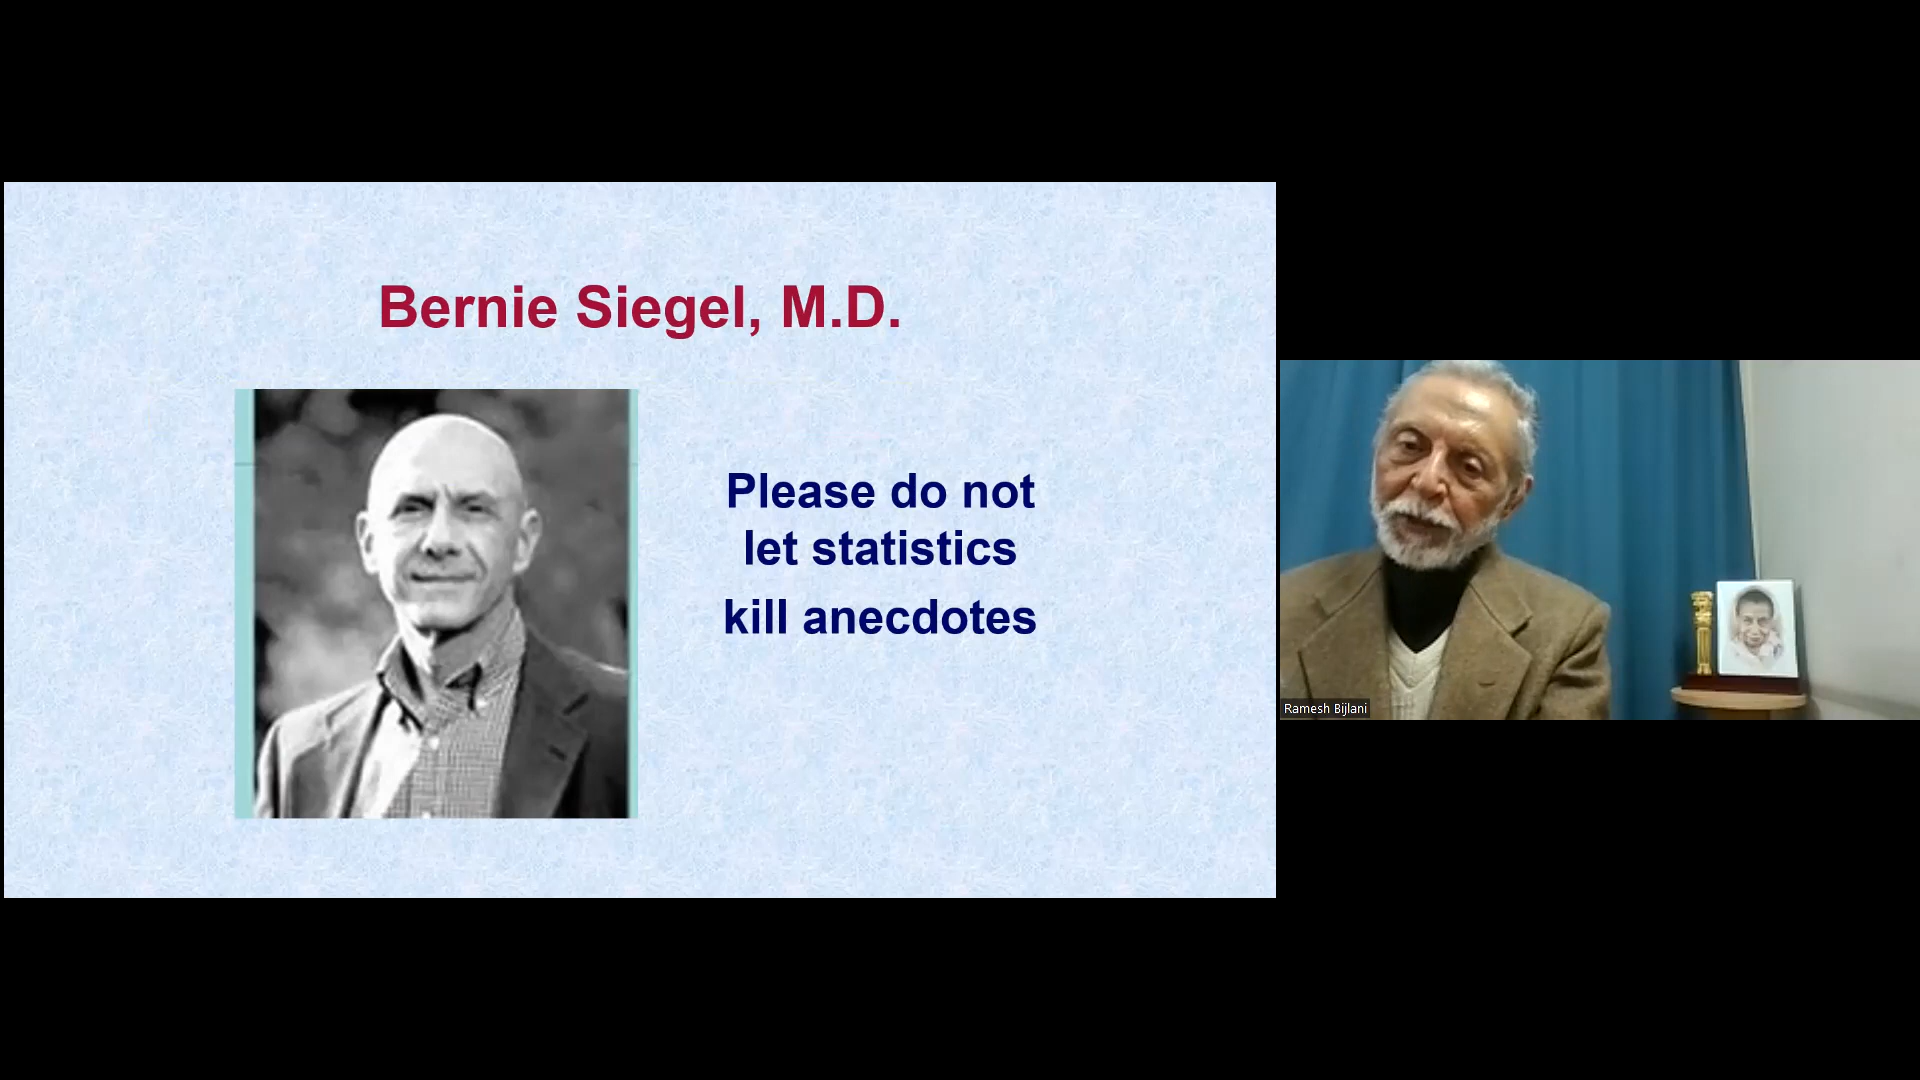 Bernie Siegel, M.D.
Please do not
let statistics
kill anecdotes
Ramesh Bijlani